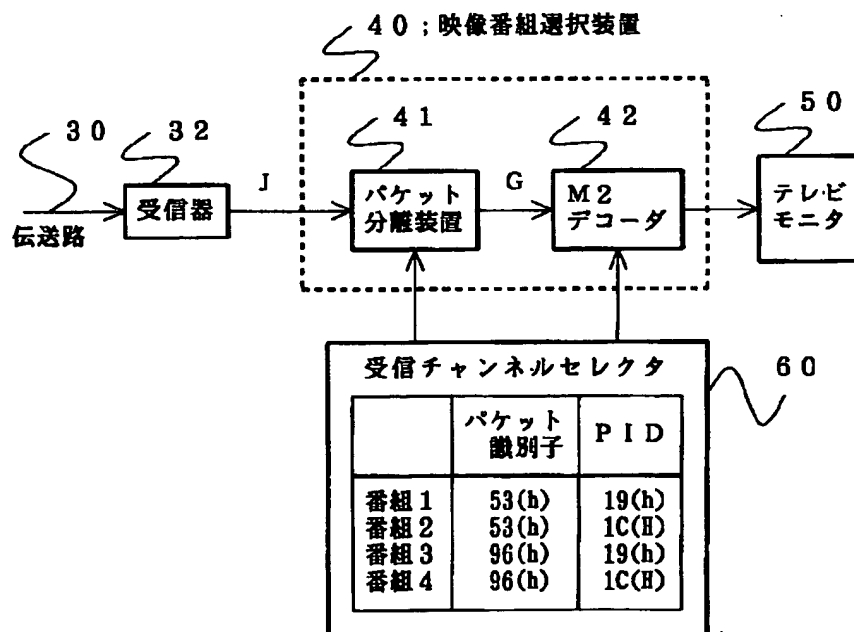 40;映像番組選択装置
30
32
41
42
50
J
G
受信器
パケット
分離装置
M2
デコーダ
テレビ
モニタ
伝送路
受信チャンネルセレクタ
60
パケット
識別子
PID
番組1 53(h) 19(h)
番組2 53(h) 1C(H)
番組3 96(h) 19(h)
番組4 96(h) 1C(H)